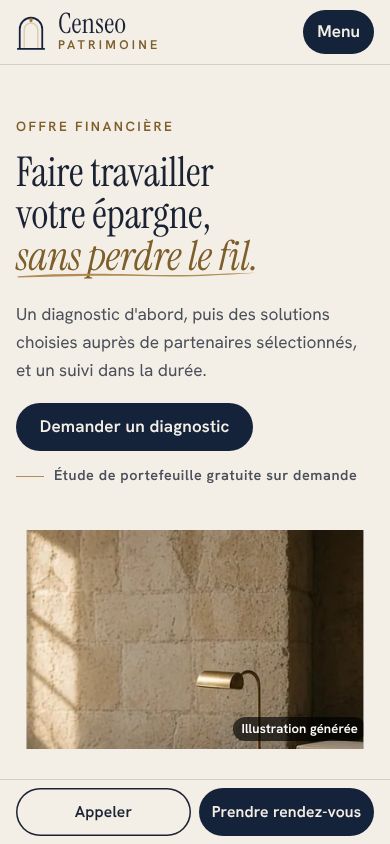 Censeo
PATRIMOINE
Menu
OFFRE FINANCIÈRE
Faire travailler
votre épargne,
sans perdre le fil.
Un diagnostic d'abord, puis des solutions
choisies auprès de partenaires sélectionnés,
et un suivi dans la durée.
Demander un diagnostic
Étude de portefeuille gratuite sur demande
Illustration générée
Appeler
Prendre rendez-vous